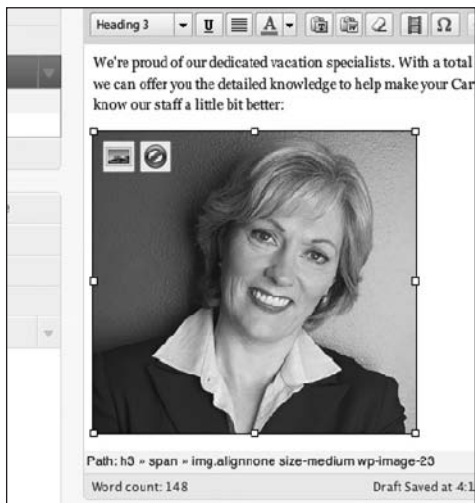 Heading 3 U A Ω
We're proud of our dedicated vacation specialists. With a total
we can offer you the detailed knowledge to help make your Car
know our staff a little bit better:
Path: h3 » span » img.alignnone size-medium wp-image-23
Word count: 148 Draft Saved at 4:1